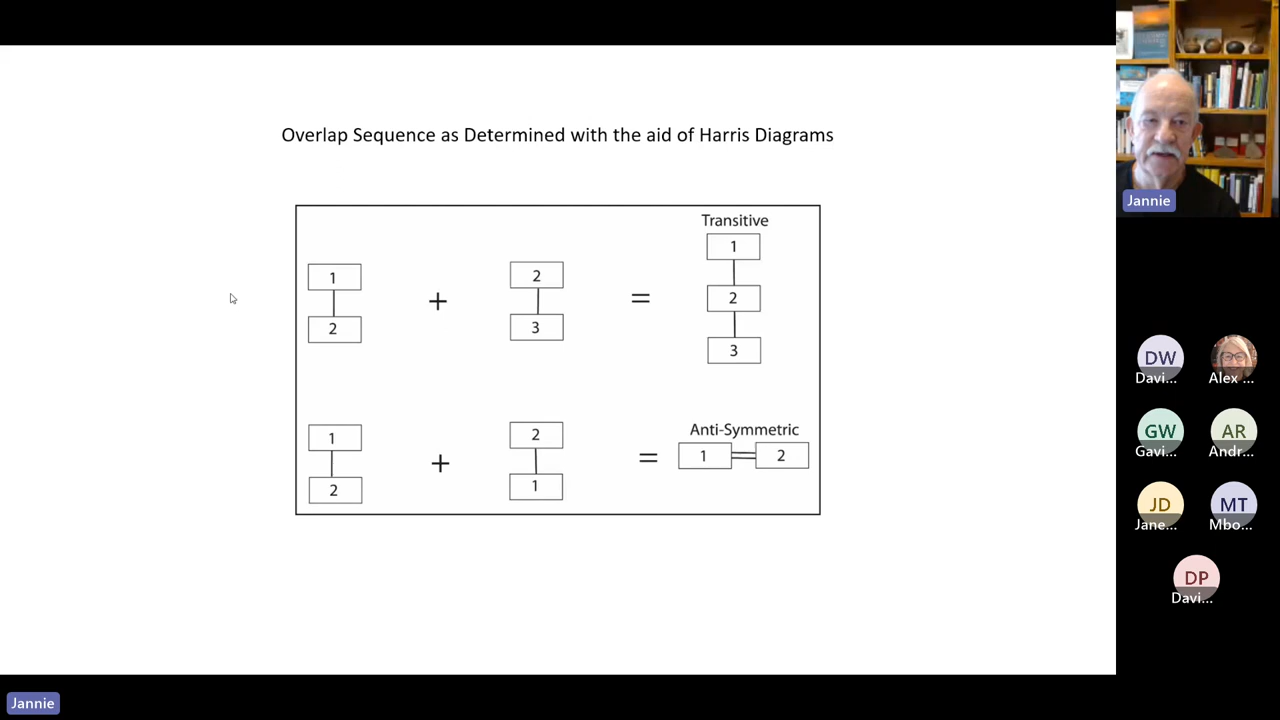 Overlap Sequence as Determined with the aid of Harris Diagrams
Transitive
1
2
+
2
3
=
1
2
3
Anti-Symmetric
1
2
+
2
1
=
1
2
Jannie
DW
Davi...
Alex ...
GW
Gavi...
AR
Andr...
JD
Jane...
MT
Mbo...
DP
Davi...
Jannie